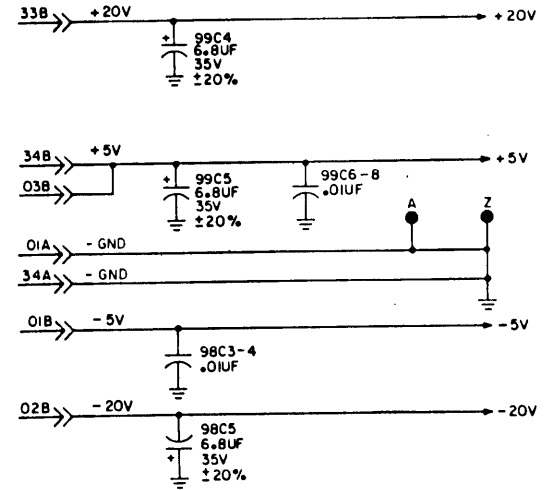 33B +20V +20V
+ 99C4
6.8UF
35V
±20%
34B +5V +5V
03B
+ 99C5
6.8UF
35V
±20%
99C6-8
.01UF
A Z
01A - GND
34A - GND
01B -5V -5V
98C3-4
.01UF
02B -20V -20V
98C5
+ 6.8UF
35V
±20%